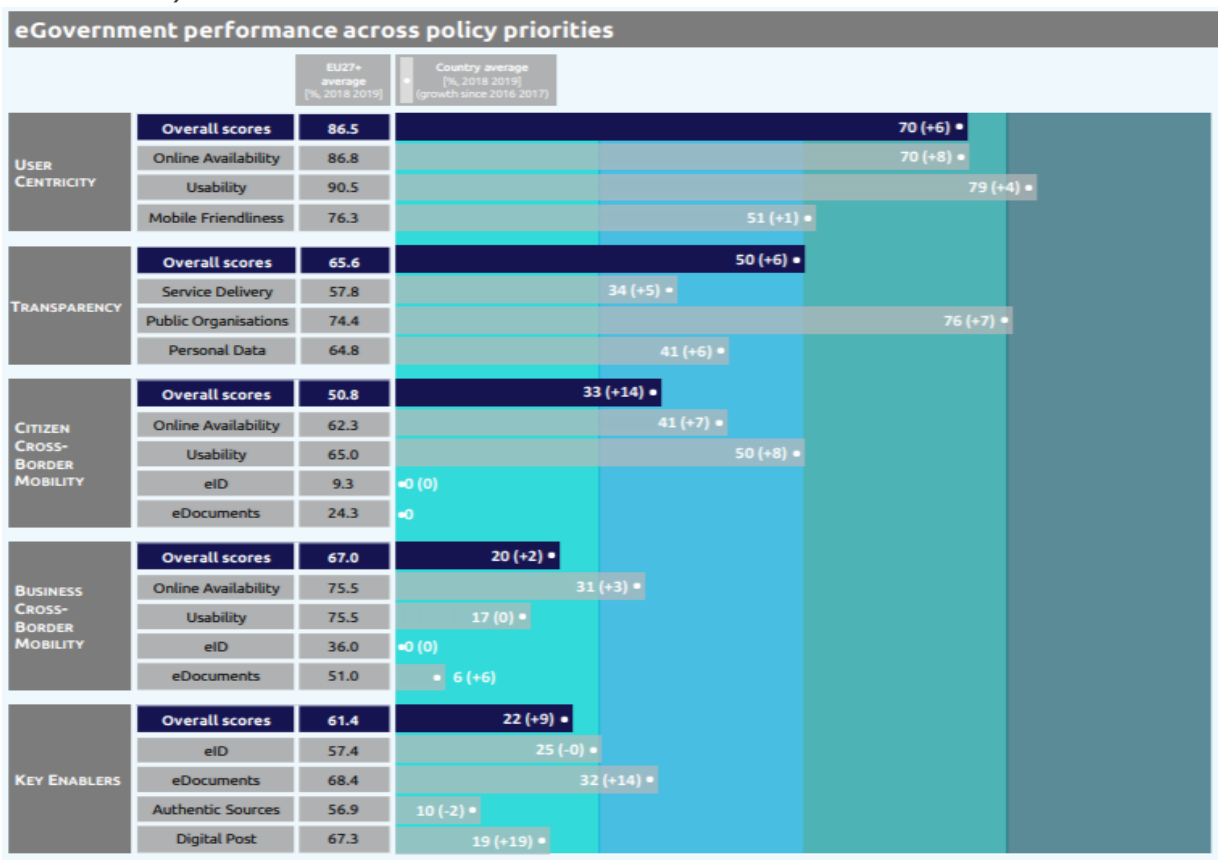 eGovernment performance across policy priorities
EU27+ average [%, 2018 2019]
Country average [%, 2018 2019] (growth since 2016 2017)
USER CENTRICITY
Overall scores 86.5 70 (+6)
Online Availability 86.8 70 (+8)
Usability 90.5 79 (+4)
Mobile Friendliness 76.3 51 (+1)
TRANSPARENCY
Overall scores 65.6 50 (+6)
Service Delivery 57.8 34 (+5)
Public Organisations 74.4 76 (+7)
Personal Data 64.8 41 (+6)
CITIZEN CROSS-BORDER MOBILITY
Overall scores 50.8 33 (+14)
Online Availability 62.3 41 (+7)
Usability 65.0 50 (+8)
eID 9.3 0 (0)
eDocuments 24.3 0
BUSINESS CROSS-BORDER MOBILITY
Overall scores 67.0 20 (+2)
Online Availability 75.5 31 (+3)
Usability 75.5 17 (0)
eID 36.0 0 (0)
eDocuments 51.0 6 (+6)
KEY ENABLERS
Overall scores 61.4 22 (+9)
eID 57.4 25 (-0)
eDocuments 68.4 32 (+14)
Authentic Sources 56.9 10 (-2)
Digital Post 67.3 19 (+19)